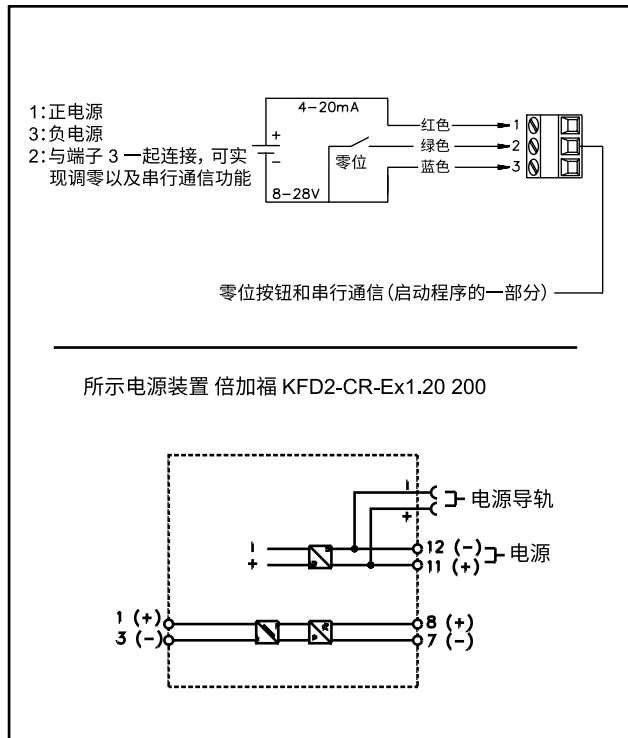 1:正电源
3:负电源
2:与端子 3 一起连接, 可实
现调零以及串行通信功能
4-20mA
+
−
8-28V
零位
红色
绿色
蓝色
1
2
3
零位按钮和串行通信 (启动程序的一部分)
所示电源装置 倍加福 KFD2-CR-Ex1.20 200
I
+
电源导轨
I
+
12 (-)
11 (+)
电源
1 (+)
3 (-)
8 (+)
7 (-)